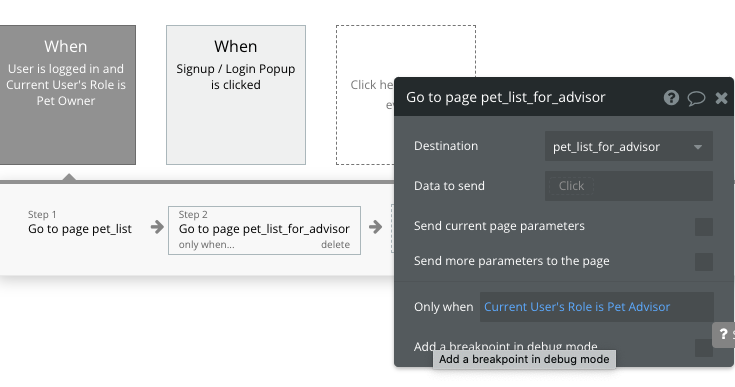 When
User is logged in and
Current User's Role is
Pet Owner
When
Signup / Login Popup
is clicked
Click he
Step 1
Go to page pet_list
Step 2
Go to page pet_list_for_advisor
only when...
delete
Go to page pet_list_for_advisor
Destination
pet_list_for_advisor
Data to send
Click
Send current page parameters
Send more parameters to the page
Only when
Current User's Role is Pet Advisor
Add a breakpoint in debug mode
Add a breakpoint in debug mode
?